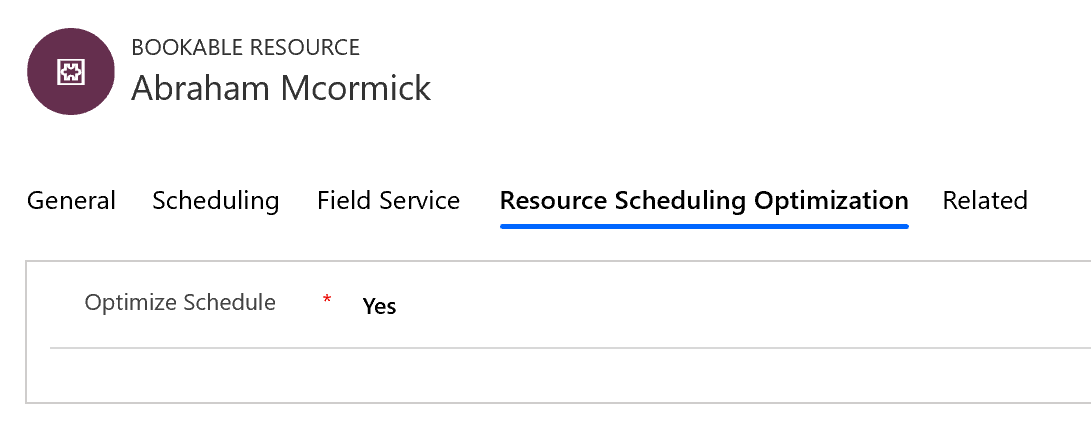 BOOKABLE RESOURCE
Abraham Mcormick
General Scheduling Field Service Resource Scheduling Optimization Related
Optimize Schedule * Yes